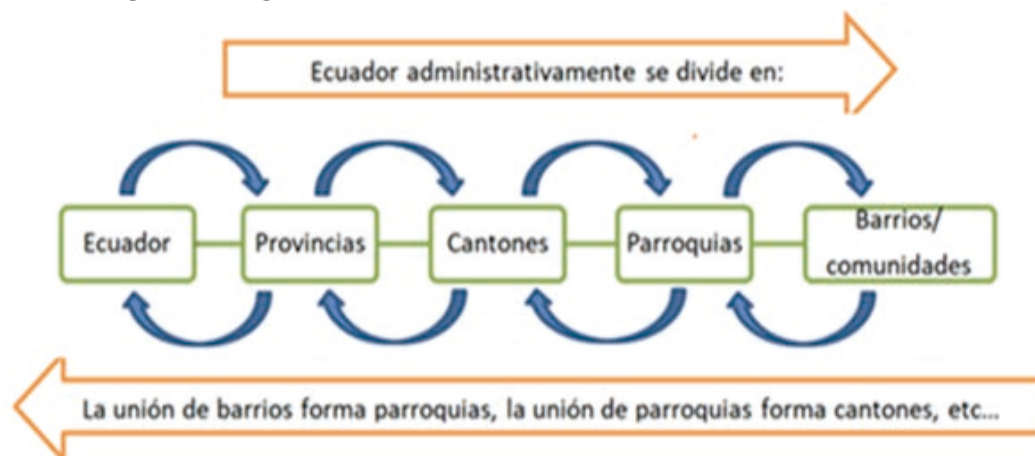 Ecuador administrativamente se divide en:
Ecuador
Provincias
Cantones
Parroquias
Barrios/
comunidades
La unión de barrios forma parroquias, la unión de parroquias forma cantones, etc...